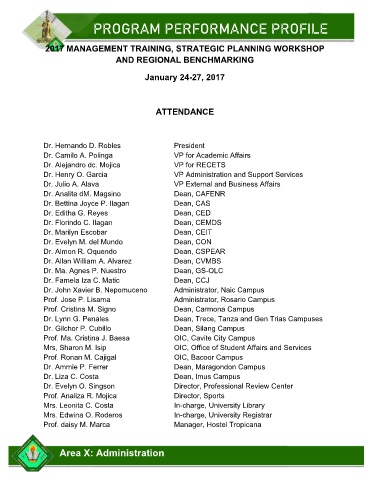 PROGRAM PERFORMANCE PROFILE
2017 MANAGEMENT TRAINING, STRATEGIC PLANNING WORKSHOP
AND REGIONAL BENCHMARKING
January 24-27, 2017
ATTENDANCE
Dr. Hernando D. Robles President
Dr. Camilo A. Polinga VP for Academic Affairs
Dr. Alejandro dc. Mojica VP for RECETS
Dr. Henry O. Garcia VP Administration and Support Services
Dr. Julio A. Alava VP External and Business Affairs
Dr. Analita dM. Magsino Dean, CAFENR
Dr. Bettina Joyce P. Ilagan Dean, CAS
Dr. Editha G. Reyes Dean, CED
Dr. Florindo C. Ilagan Dean, CEMDS
Dr. Marilyn Escobar Dean, CEIT
Dr. Evelyn M. del Mundo Dean, CON
Dr. Almon R. Oquendo Dean, CSPEAR
Dr. Allan William A. Alvarez Dean, CVMBS
Dr. Ma. Agnes P. Nuestro Dean, GS-OLC
Dr. Famela Iza C. Matic Dean, CCJ
Dr. John Xavier B. Nepomuceno Administrator, Naic Campus
Prof. Jose P. Lisama Administrator, Rosario Campus
Prof. Cristina M. Signo Dean, Carmona Campus
Dr. Lynn G. Penales Dean, Trece, Tanza and Gen Trias Campuses
Dr. Gilchor P. Cubillo Dean, Silang Campus
Prof. Ma. Cristina J. Baesa OIC, Cavite City Campus
Mrs, Sharon M. Isip OIC, Office of Student Affairs and Services
Prof. Ronan M. Cajigal OIC, Bacoor Campus
Dr. Ammie P. Ferrer Dean, Maragondon Campus
Dr. Liza C. Costa Dean, Imus Campus
Dr. Evelyn O. Singson Director, Professional Review Center
Prof. Analiza R. Mojica Director, Sports
Mrs. Leonita C. Costa In-charge, University Library
Mrs. Edwina O. Roderos In-charge, University Registrar
Prof. daisy M. Marca Manager, Hostel Tropicana
Area X: Administration